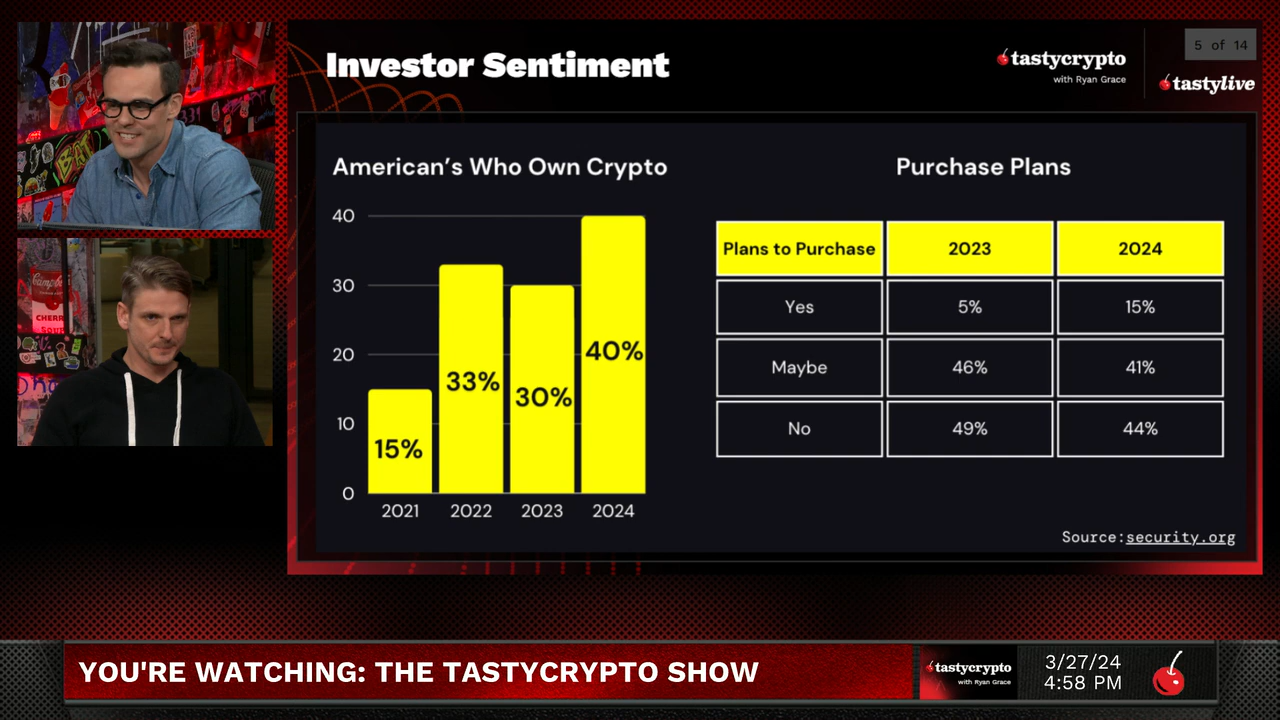 Investor Sentiment
tastycrypto
with Ryan Grace
5 of 14
tastylive
American's Who Own Crypto
40
30
20
10
0
15%
33%
30%
40%
2021
2022
2023
2024
Purchase Plans
Plans to Purchase 2023 2024
Yes 5% 15%
Maybe 46% 41%
No 49% 44%
Source:security.org
YOU'RE WATCHING: THE TASTYCRYPTO SHOW
tastycrypto
with Ryan Grace
3/27/24
4:58 PM